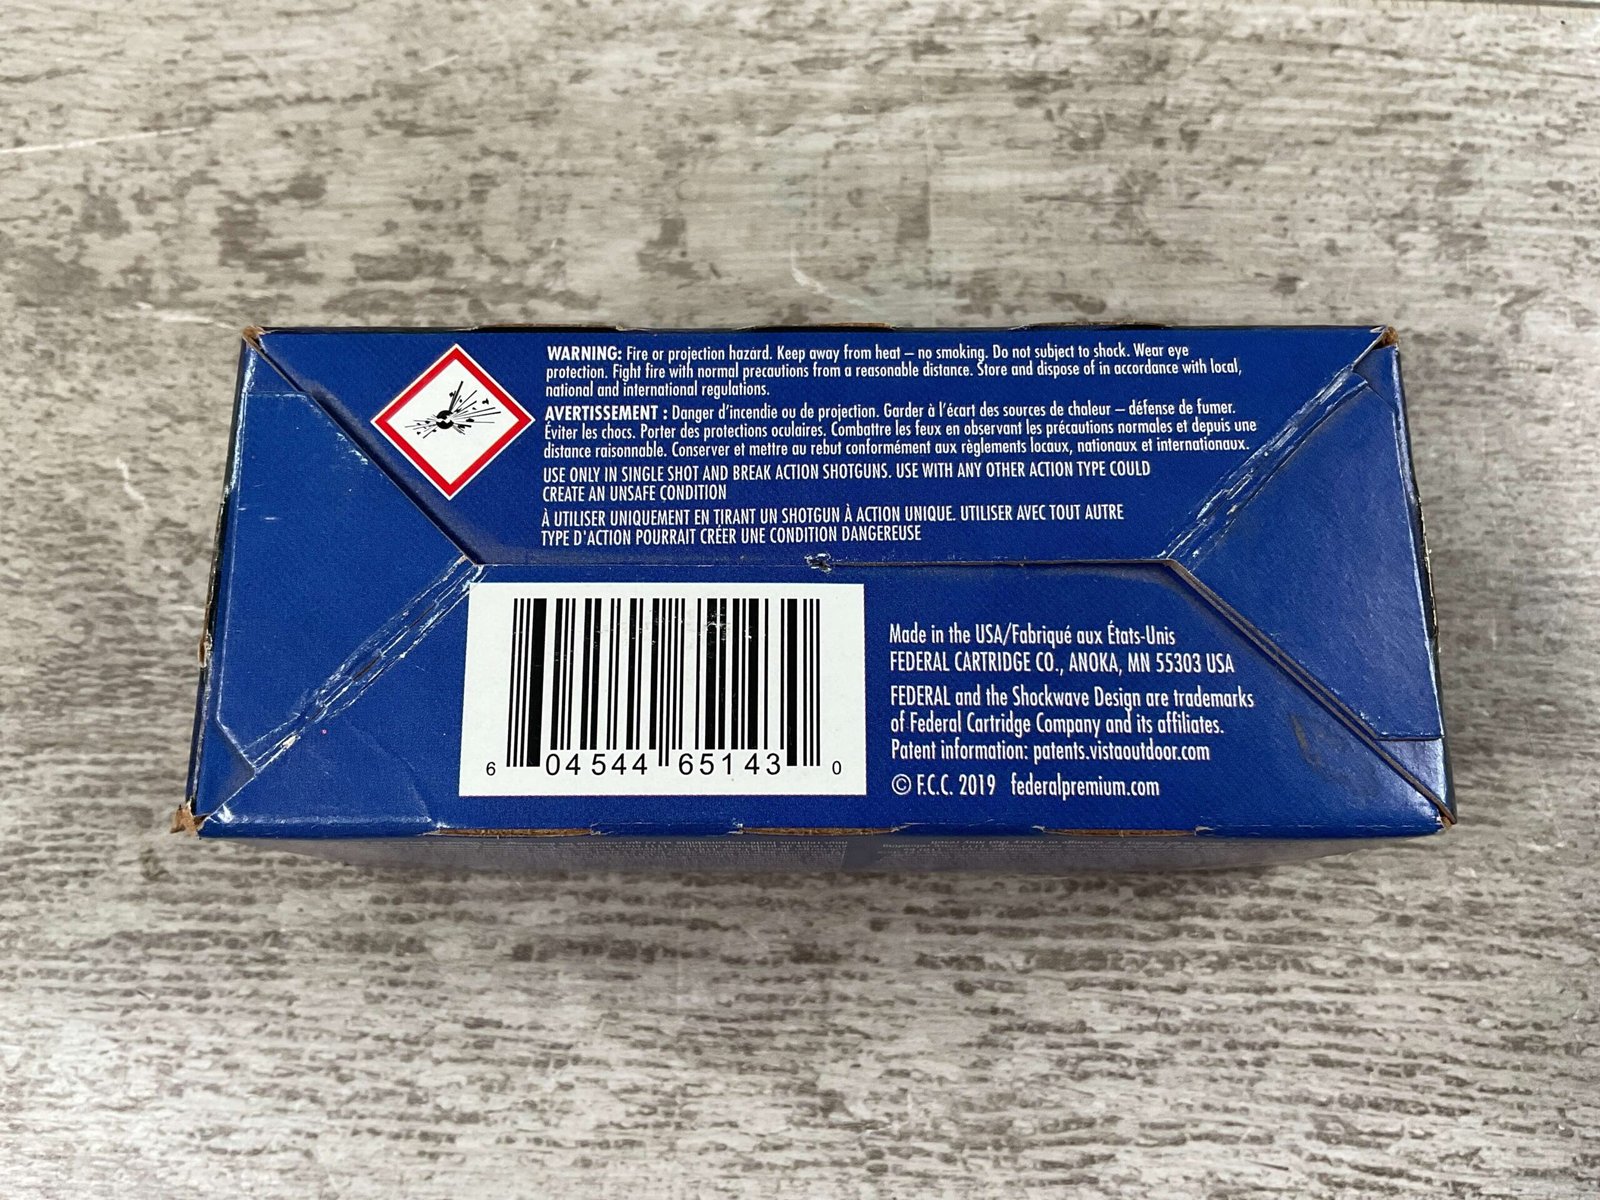 WARNING: Fire or projection hazard. Keep away from heat – no smoking. Do not subject to shock. Wear eye
protection. Fight fire with normal precautions from a reasonable distance. Store and dispose of in accordance with local,
national and international regulations.
AVERTISSEMENT : Danger d'incendie ou de projection. Garder à l'écart des sources de chaleur – défense de fumer.
Éviter les chocs. Porter des protections oculaires. Combattre les feux en observant les précautions normales et depuis une
distance raisonnable. Conserver et mettre au rebut conformément aux règlements locaux, nationaux et internationaux.
USE ONLY IN SINGLE SHOT AND BREAK ACTION SHOTGUNS. USE WITH ANY OTHER ACTION TYPE COULD
CREATE AN UNSAFE CONDITION
À UTILISER UNIQUEMENT EN TIRANT UN SHOTGUN À ACTION UNIQUE. UTILISER AVEC TOUT AUTRE
TYPE D'ACTION POURRAIT CRÉER UNE CONDITION DANGEREUSE
6 04544 65143 0
Made in the USA/Fabriqué aux États-Unis
FEDERAL CARTRIDGE CO., ANOKA, MN 55303 USA
FEDERAL and the Shockwave Design are trademarks
of Federal Cartridge Company and its affiliates.
Patent information: patents.vistaoutdoor.com
© F.C.C. 2019 federalpremium.com